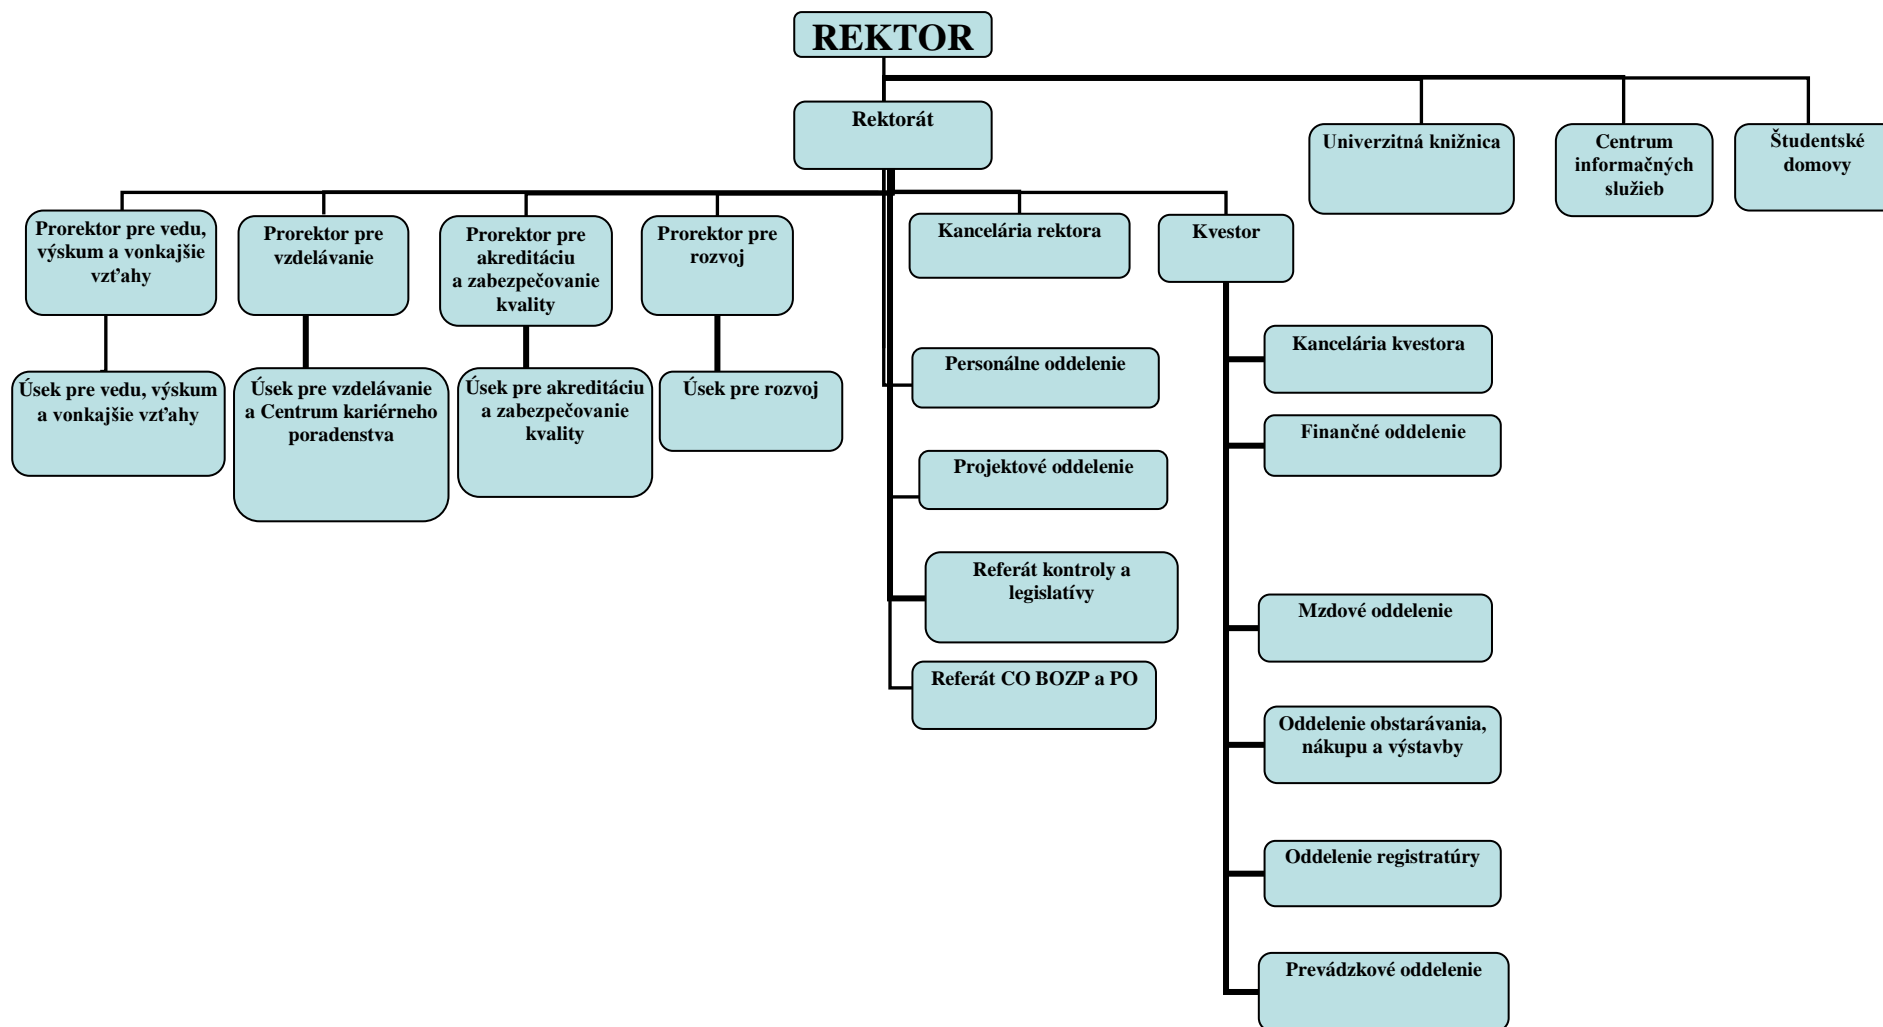 REKTOR
Rektorát
Univerzitná knižnica
Centrum
informačných
služieb
Študentské
domovy
Prorektor pre vedu,
výskum a vonkajšie
vzťahy
Prorektor pre
vzdelávanie
Prorektor pre
akreditáciu
a zabezpečovanie
kvality
Prorektor pre
rozvoj
Kancelária rektora
Kvestor
Úsek pre vedu, výskum
a vonkajšie vzťahy
Úsek pre vzdelávanie
a Centrum kariérneho
poradenstva
Úsek pre akreditáciu
a zabezpečovanie
kvality
Úsek pre rozvoj
Personálne oddelenie
Projektové oddelenie
Referát kontroly a
legislatívy
Referát CO BOZP a PO
Kancelária kvestora
Finančné oddelenie
Mzdové oddelenie
Oddelenie obstarávania,
nákupu a výstavby
Oddelenie registratúry
Prevádzkové oddelenie